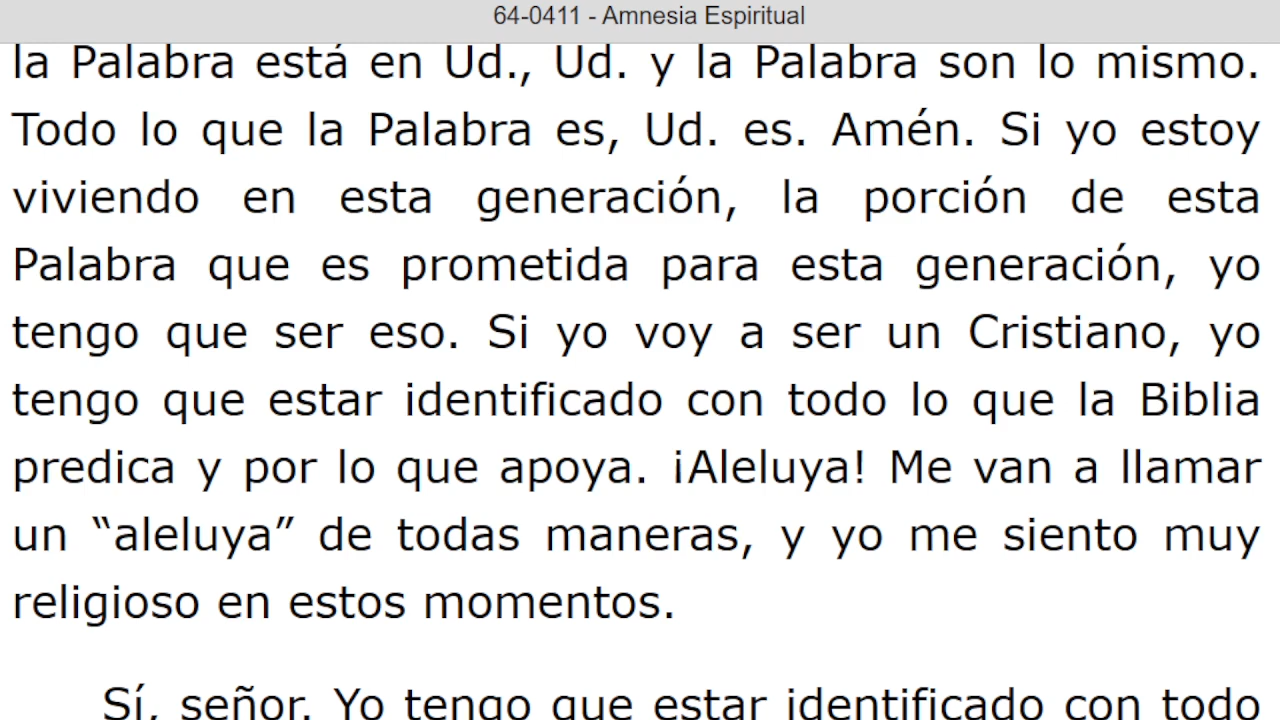 64-0411 - Amnesia Espiritual
la Palabra está en Ud., Ud. y la Palabra son lo mismo.
Todo lo que la Palabra es, Ud. es. Amén. Si yo estoy
viviendo en esta generación, la porción de esta
Palabra que es prometida para esta generación, yo
tengo que ser eso. Si yo voy a ser un Cristiano, yo
tengo que estar identificado con todo lo que la Biblia
predica y por lo que apoya. ¡Aleluya! Me van a llamar
un “aleluya” de todas maneras, y yo me siento muy
religioso en estos momentos.
Sí, señor. Yo tengo que estar identificado con todo